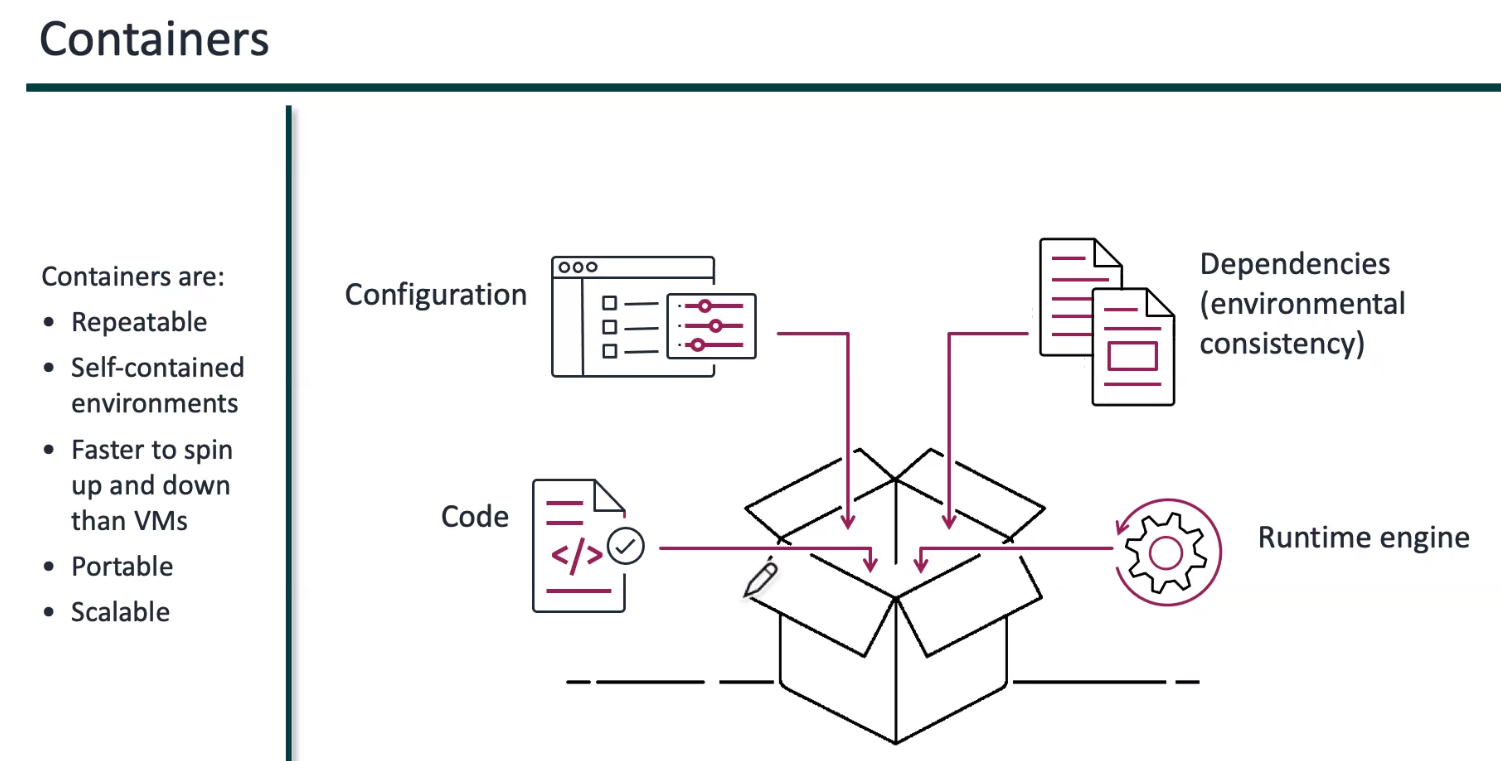 Containers
Containers are:
• Repeatable
• Self-contained
environments
• Faster to spin
up and down
than VMs
• Portable
• Scalable
Configuration
Dependencies
(environmental
consistency)
Code
</>
Runtime engine